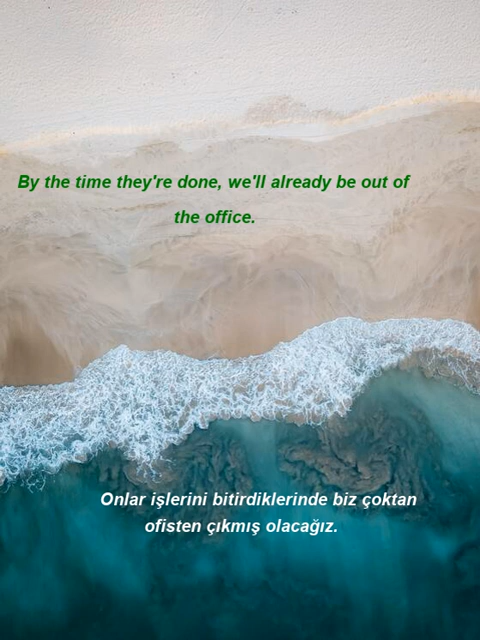 By the time they're done, we'll already be out of
the office.
Onlar işlerini bitirdiklerinde biz çoktan
ofisten çıkmış olacağız.